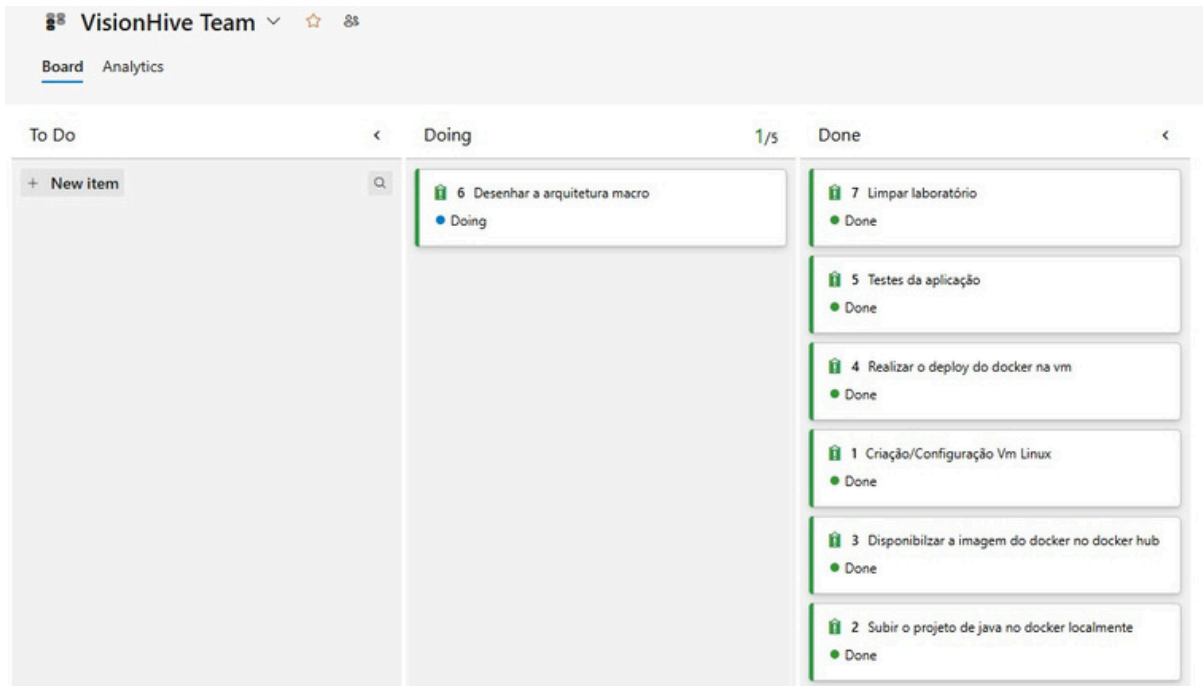 VisionHive Team
Board Analytics
To Do
+ New item
Doing 1/5
6 Desenhar a arquitetura macro
Doing
Done
7 Limpar laboratório
Done
5 Testes da aplicação
Done
4 Realizar o deploy do docker na vm
Done
1 Criação/Configuração Vm Linux
Done
3 Disponibilzar a imagem do docker no docker hub
Done
2 Subir o projeto de java no docker localmente
Done